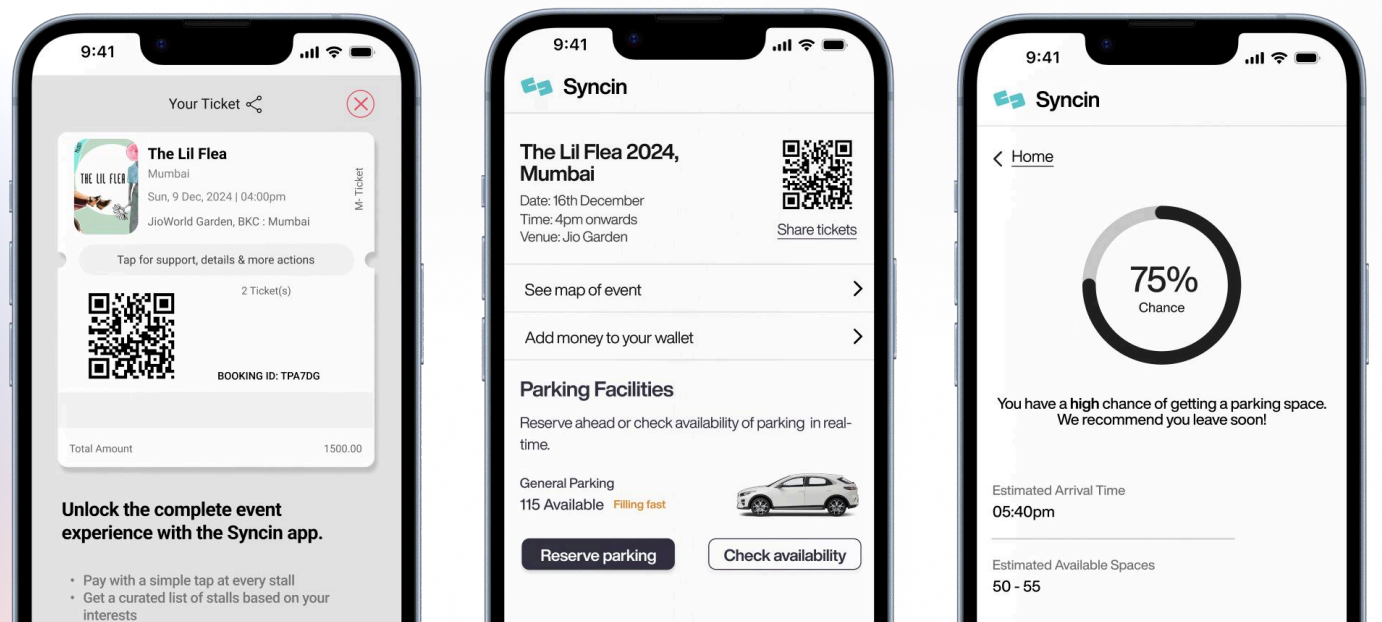 9:41
Your Ticket
THE LIL FLEA
The Lil Flea
Mumbai
Sun, 9 Dec, 2024 | 04:00pm
JioWorld Garden, BKC : Mumbai
M- Ticket
Tap for support, details & more actions
2 Ticket(s)
BOOKING ID: TPA7DG
Total Amount 1500.00
Unlock the complete event
experience with the Syncin app.
• Pay with a simple tap at every stall
• Get a curated list of stalls based on your
interests
9:41
Syncin
The Lil Flea 2024,
Mumbai
Date: 16th December
Time: 4pm onwards
Venue: Jio Garden
Share tickets
See map of event
Add money to your wallet
Parking Facilities
Reserve ahead or check availability of parking in real-
time.
General Parking
115 Available Filling fast
Reserve parking
Check availability
9:41
Syncin
Home
75%
Chance
You have a high chance of getting a parking space.
We recommend you leave soon!
Estimated Arrival Time
05:40pm
Estimated Available Spaces
50 - 55